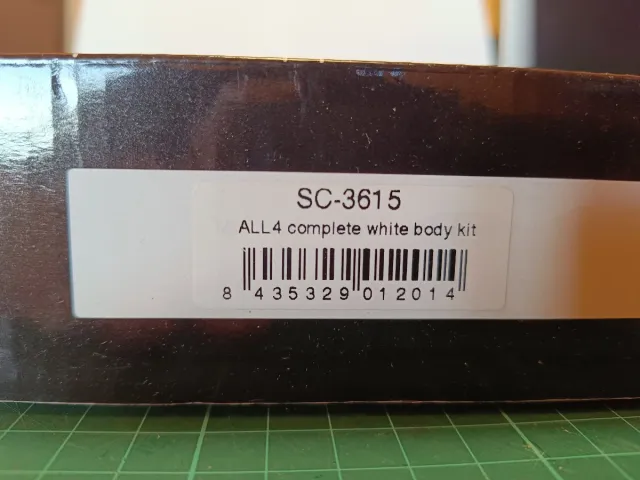 SC-3615
ALL4 complete white body kit
8 435329 012014